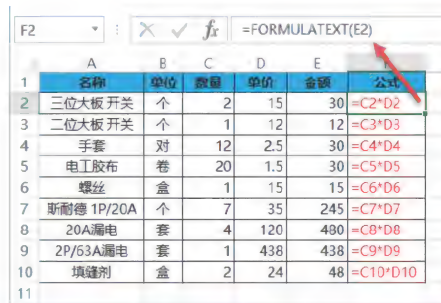 F2 fx =FORMULATEXT(E2)
A B C D E F
1 名称 单位 数量 单价 金额 公式
2 三位大板 开关 个 2 15 30 =C2*D2
3 三位大板 开关 个 1 12 12 =C3*D3
4 手套 对 12 2.5 30 =C4*D4
5 电工胶布 卷 20 1.5 30 =C5*D5
6 螺丝 盒 1 15 15 =C6*D6
7 斯耐德 1P/20A 个 7 35 245 =C7*D7
8 20A漏电 套 4 120 480 =C8*D8
9 2P/63A漏电 套 1 438 438 =C9*D9
10 填缝剂 盒 2 24 48 =C10*D10
11